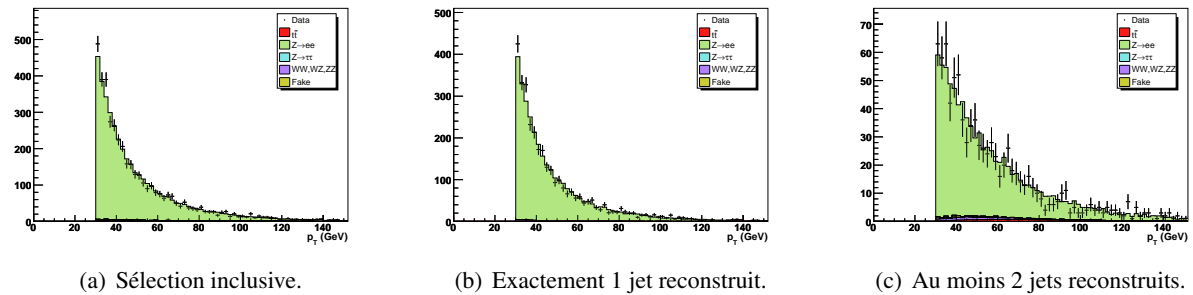 500
400
300
200
100
0
0 20 40 60 80 100 120 140
p_T (GeV)
Data
tt̄
Z→ee
Z→ττ
WW,WZ,ZZ
Fake
(a) Sélection inclusive.
500
400
300
200
100
0
0 20 40 60 80 100 120 140
p_T (GeV)
Data
tt̄
Z→ee
Z→ττ
WW,WZ,ZZ
Fake
(b) Exactement 1 jet reconstruit.
70
60
50
40
30
20
10
0
0 20 40 60 80 100 120 140
p_T (GeV)
Data
tt̄
Z→ee
Z→ττ
WW,WZ,ZZ
Fake
(c) Au moins 2 jets reconstruits.